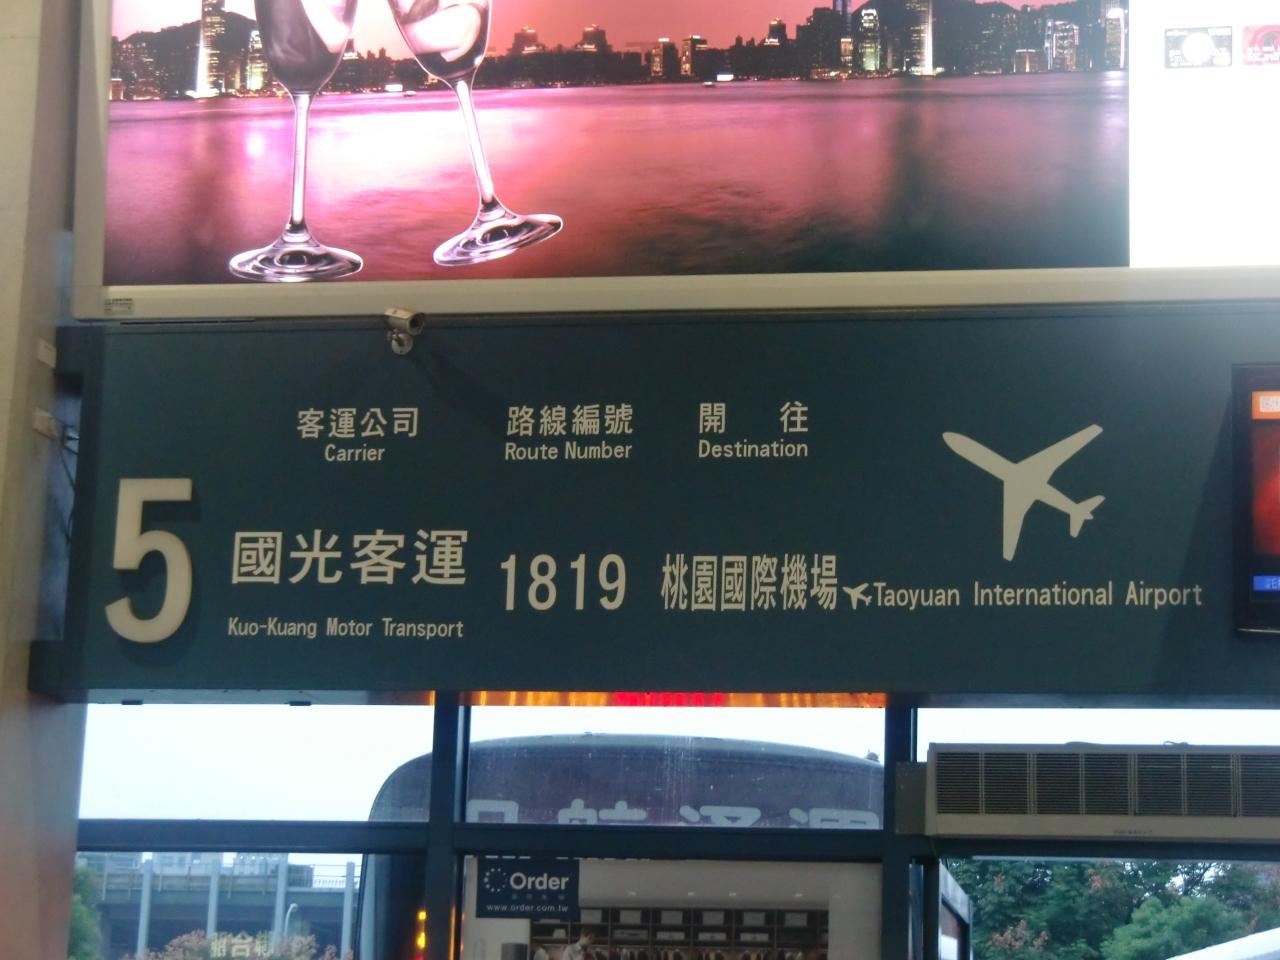 客運公司 路線編號 開往
Carrier Route Number Destination
5 國光客運 1819 桃園國際機場 Taoyuan International Airport
Kuo-Kuang Motor Transport
Order
www.order.com.tw